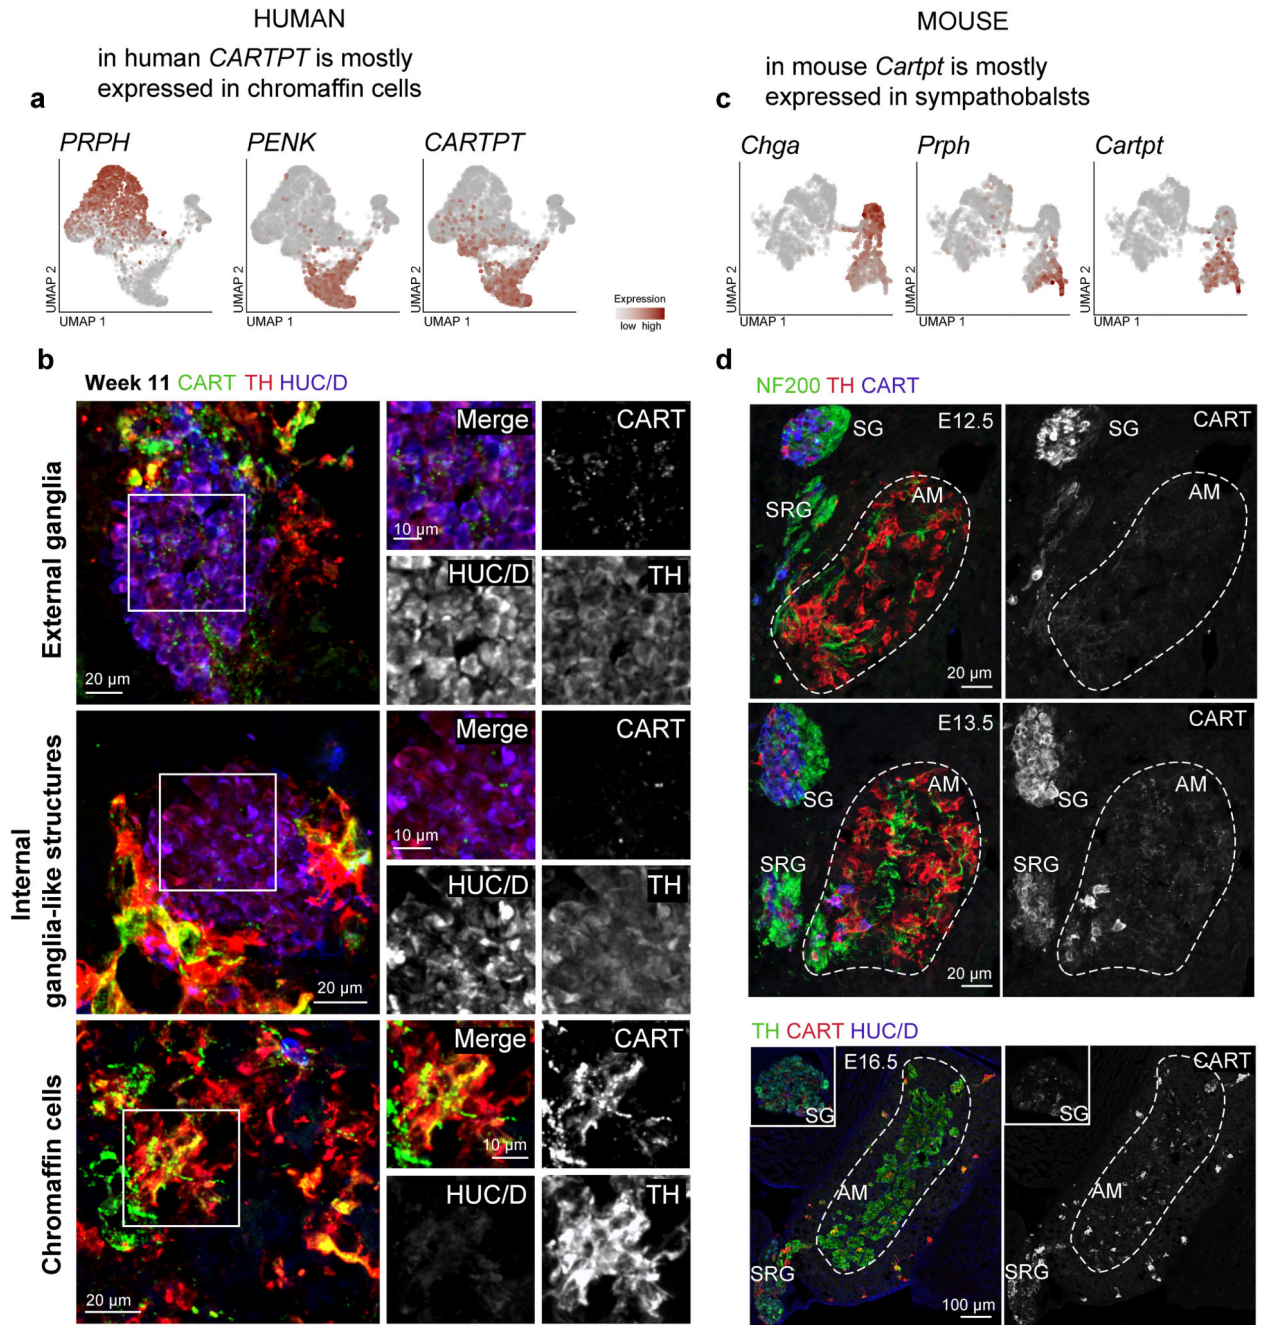 HUMAN
in human CARTPT is mostly
expressed in chromaffin cells
a
PRPH
PENK
CARTPT
UMAP 2
UMAP 1
UMAP 2
UMAP 1
UMAP 2
UMAP 1
Expression
low high
MOUSE
in mouse Cartpt is mostly
expressed in sympathobalsts
c
Chga
Prph
Cartpt
UMAP 2
UMAP 1
UMAP 2
UMAP 1
UMAP 2
UMAP 1
b
Week 11 CART TH HUC/D
External ganglia
20 µm
Merge
10 µm
CART
HUC/D
TH
Internal
ganglia-like structures
20 µm
Merge
10 µm
CART
HUC/D
TH
Chromaffin cells
20 µm
Merge
10 µm
CART
HUC/D
TH
d
NF200 TH CART
SG
E12.5
AM
SRG
20 µm
CART
SG
AM
E13.5
AM
SG
SRG
20 µm
CART
AM
SG
SRG
TH CART HUC/D
E16.5
SG
AM
SRG
100 µm
CART
SG
AM
SRG